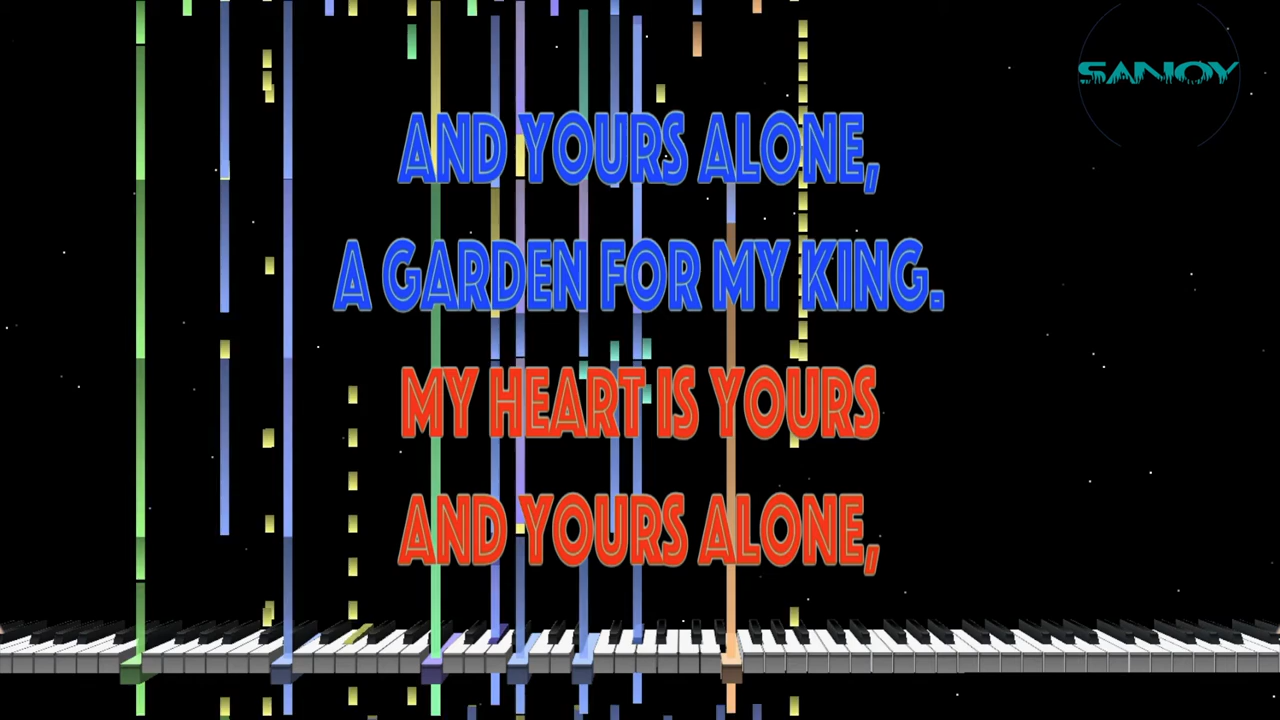 SANOY
AND YOURS ALONE,
A GARDEN FOR MY KING.
MY HEART IS YOURS
AND YOURS ALONE,